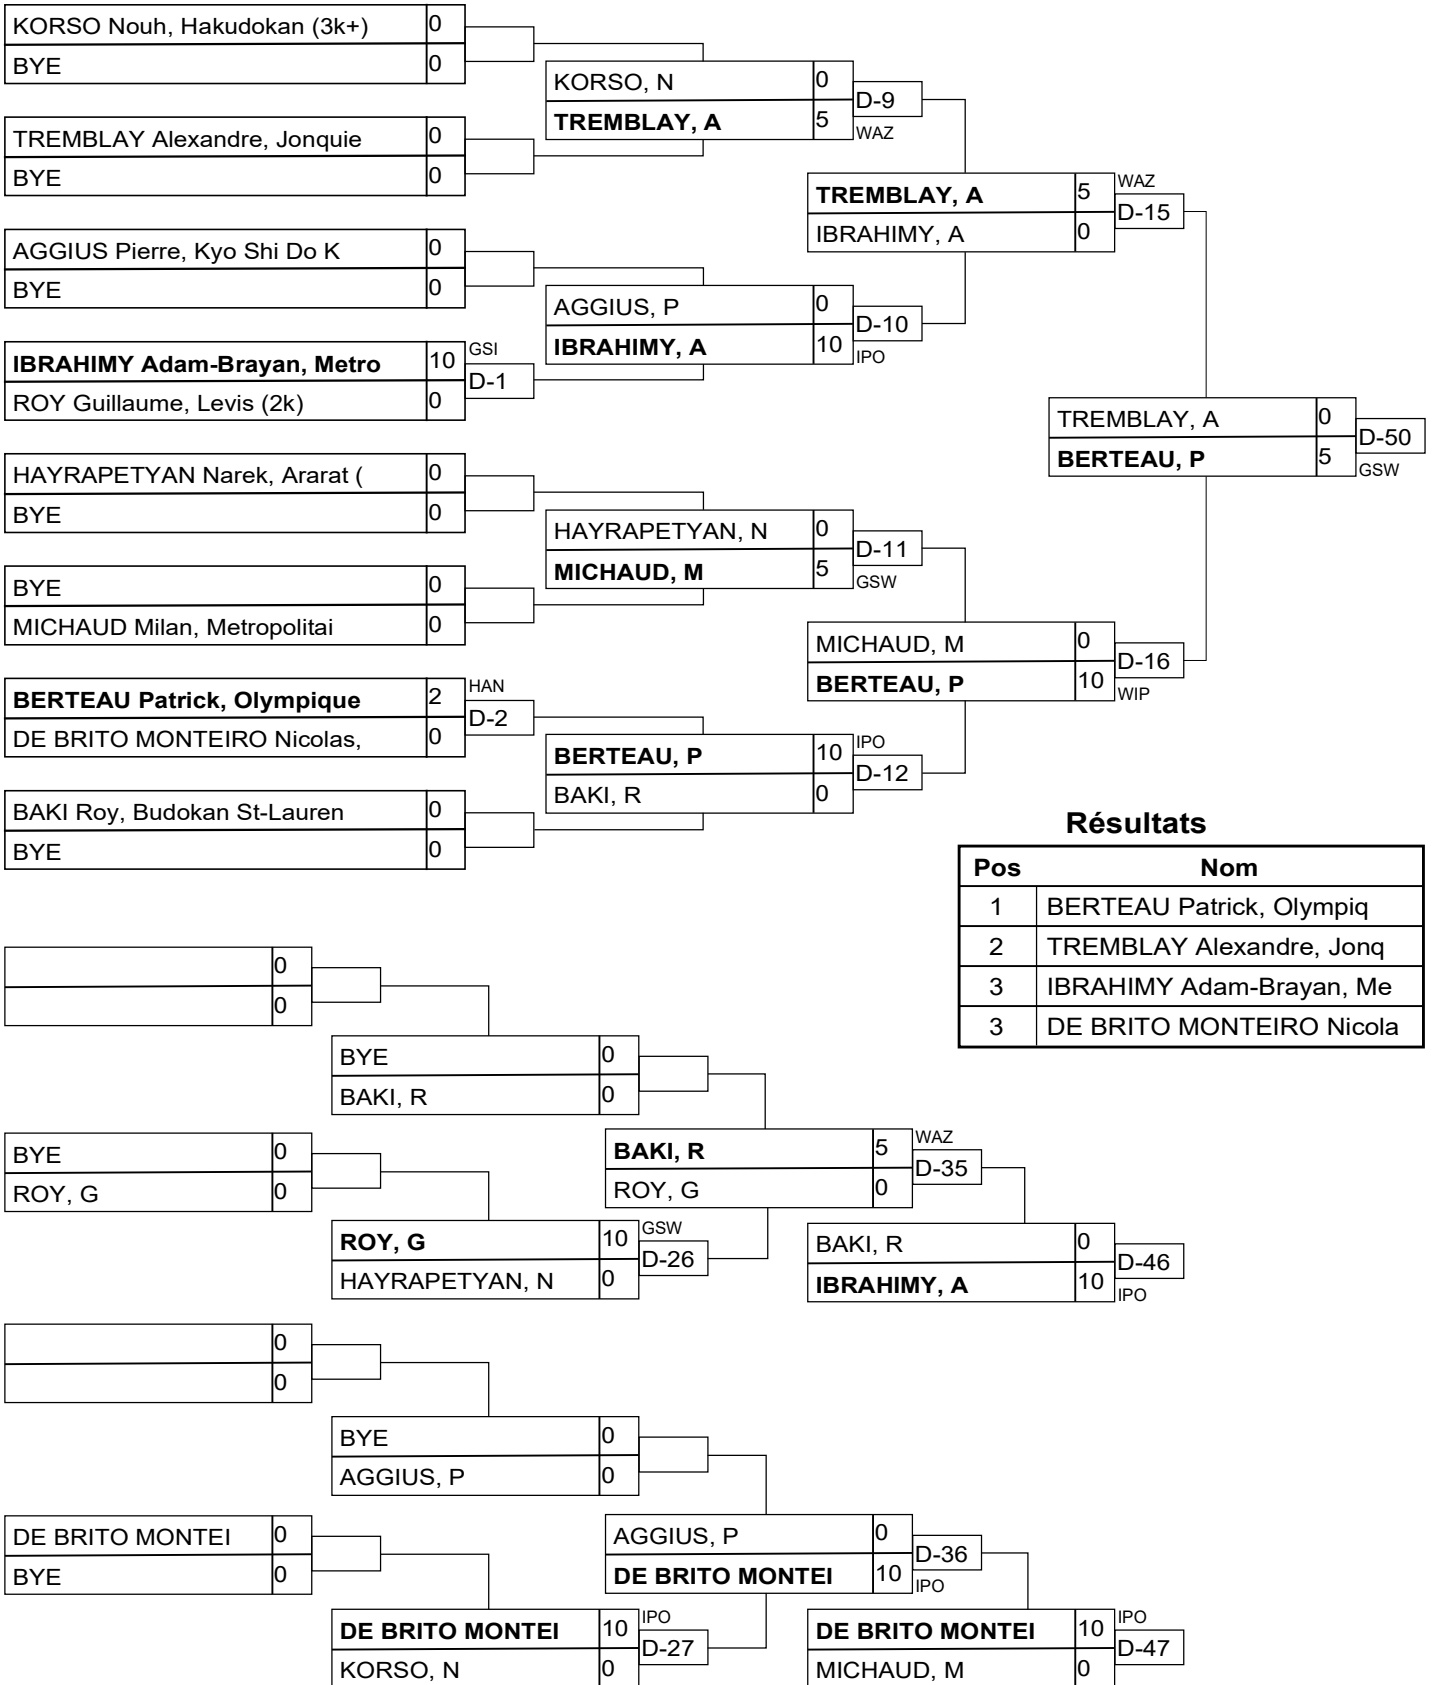 KORSO Nouh, Hakudokan (3k+) 0
BYE 0
KORSO, N 0
D-9
TREMBLAY, A 5
WAZ
TREMBLAY Alexandre, Jonquie 0
BYE 0
TREMBLAY, A 5
WAZ
D-15
IBRAHIMY, A 0
AGGIUS Pierre, Kyo Shi Do K 0
BYE 0
AGGIUS, P 0
D-10
IBRAHIMY, A 10
IPO
IBRAHIMY Adam-Brayan, Metro 10
GSI
D-1
ROY Guillaume, Levis (2k) 0
TREMBLAY, A 0
D-50
BERTEAU, P 5
GSW
HAYRAPETYAN Narek, Ararat ( 0
BYE 0
HAYRAPETYAN, N 0
D-11
MICHAUD, M 5
GSW
BYE 0
MICHAUD Milan, Metropolitai 0
MICHAUD, M 0
D-16
BERTEAU, P 10
WIP
BERTEAU Patrick, Olympique 2
HAN
D-2
DE BRITO MONTEIRO Nicolas, 0
BERTEAU, P 10
IPO
D-12
BAKI, R 0
BAKI Roy, Budokan St-Lauren 0
BYE 0
Résultats
Pos Nom
1 BERTEAU Patrick, Olympiq
2 TREMBLAY Alexandre, Jonq
3 IBRAHIMY Adam-Brayan, Me
3 DE BRITO MONTEIRO Nicola
0
0
BYE 0
BAKI, R 0
BYE 0
ROY, G 0
BAKI, R 5
WAZ
D-35
ROY, G 0
ROY, G 10
GSW
D-26
HAYRAPETYAN, N 0
BAKI, R 0
D-46
IBRAHIMY, A 10
IPO
0
0
BYE 0
AGGIUS, P 0
DE BRITO MONTEI 0
BYE 0
AGGIUS, P 0
D-36
DE BRITO MONTEI 10
IPO
DE BRITO MONTEI 10
IPO
D-27
KORSO, N 0
DE BRITO MONTEI 10
IPO
D-47
MICHAUD, M 0